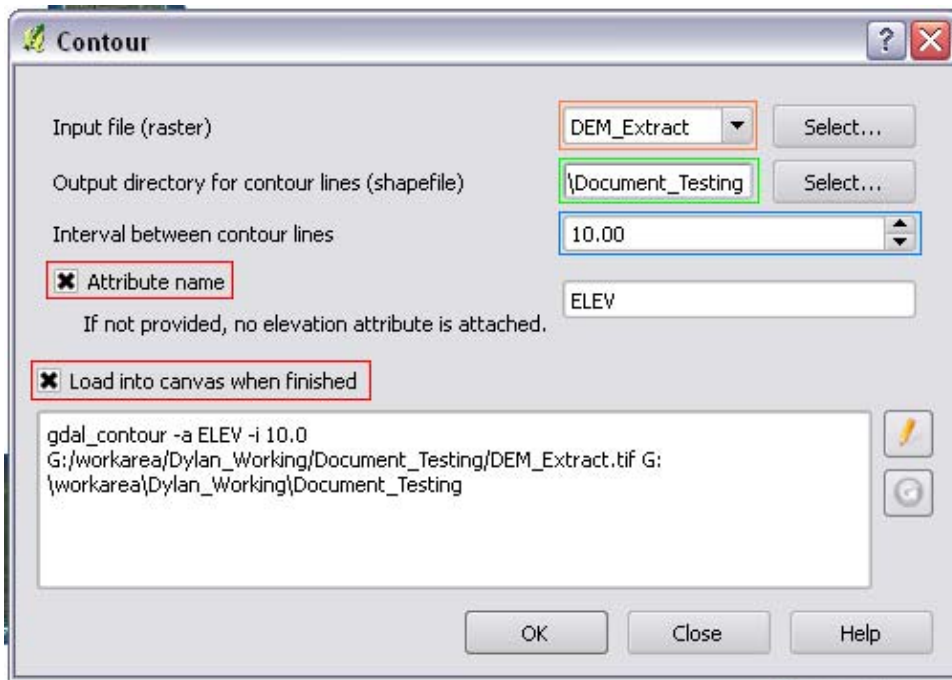 Contour
Input file (raster)
DEM_Extract
Select...
Output directory for contour lines (shapefile)
\Document_Testing
Select...
Interval between contour lines
10.00
Attribute name
ELEV
If not provided, no elevation attribute is attached.
Load into canvas when finished
gdal_contour -a ELEV -i 10.0
G:/workarea/Dylan_Working/Document_Testing/DEM_Extract.tif G:
\workarea\Dylan_Working\Document_Testing
OK
Close
Help